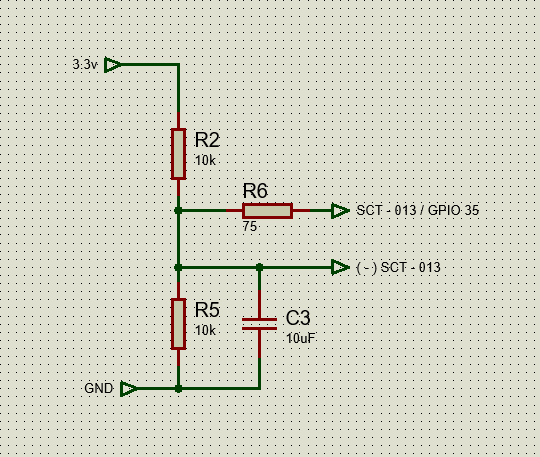 3.3v
R2
10k
R6
75
SCT - 013 / GPIO 35
( - ) SCT - 013
R5
10k
C3
10uF
GND